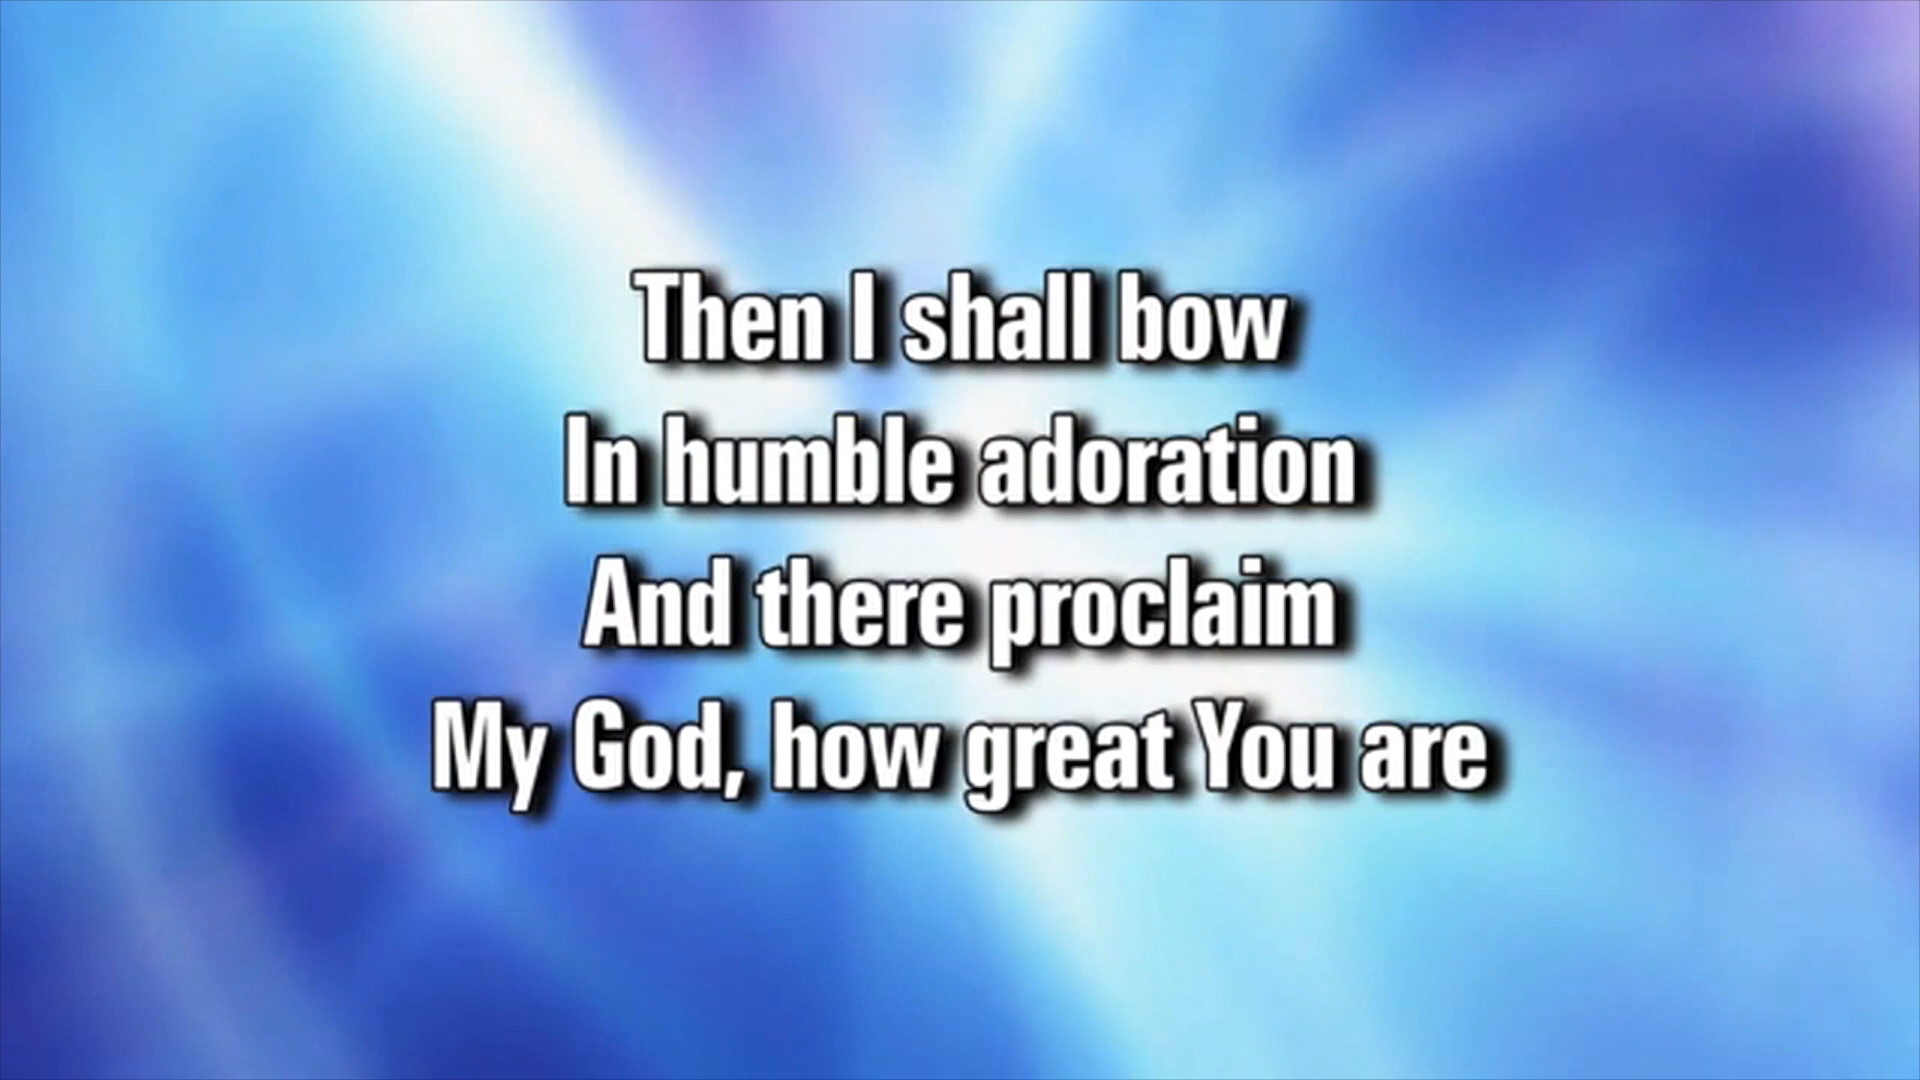 Then I shall bow
In humble adoration
And there proclaim
My God, how great You are